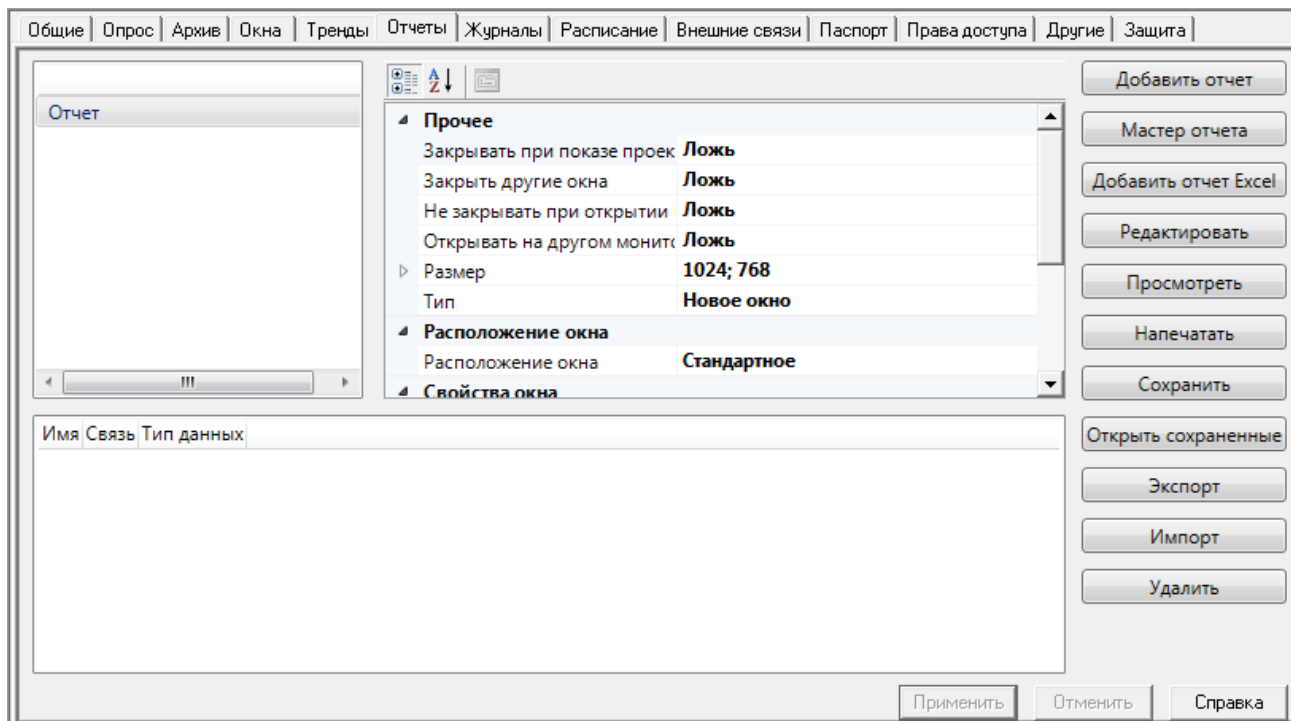 Общие Опрос Архив Окна Тренды Отчеты Журналы Расписание Внешние связи Паспорт Права доступа Другие Защита
Отчет
Прочее
Закрывать при показе проек Ложь
Закрыть другие окна Ложь
Не закрывать при открытии Ложь
Открывать на другом монито Ложь
Размер 1024; 768
Тип Новое окно
Расположение окна
Расположение окна Стандартное
Свойства окна
Добавить отчет
Мастер отчета
Добавить отчет Excel
Редактировать
Просмотреть
Напечатать
Сохранить
Открыть сохраненные
Экспорт
Импорт
Удалить
Имя Связь Тип данных
Применить Отменить Справка